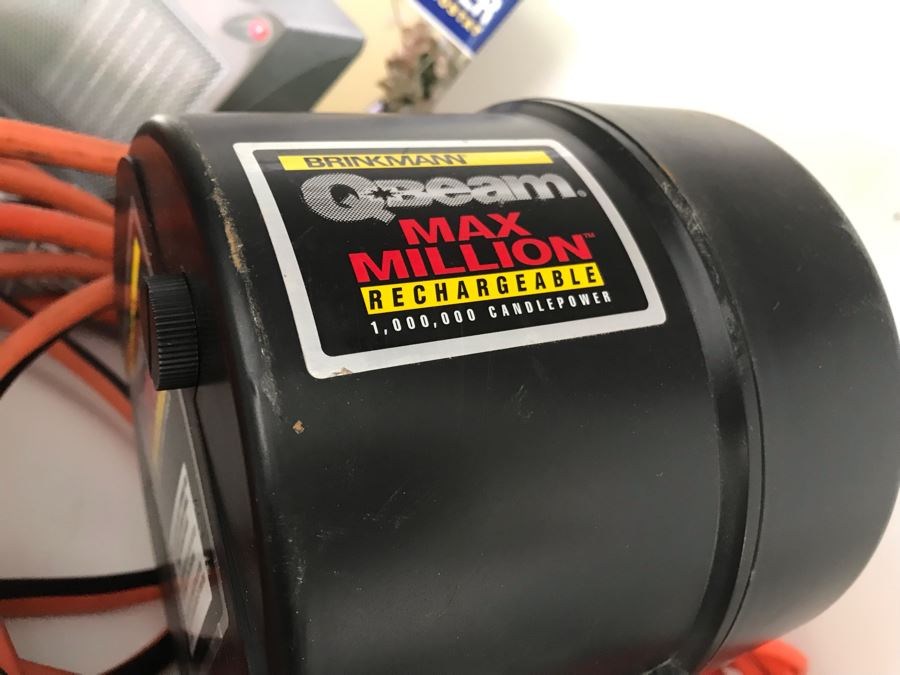 BRINKMANN
Q-Beam®
MAX
MILLION™
RECHARGEABLE
1,000,000 CANDLEPOWER